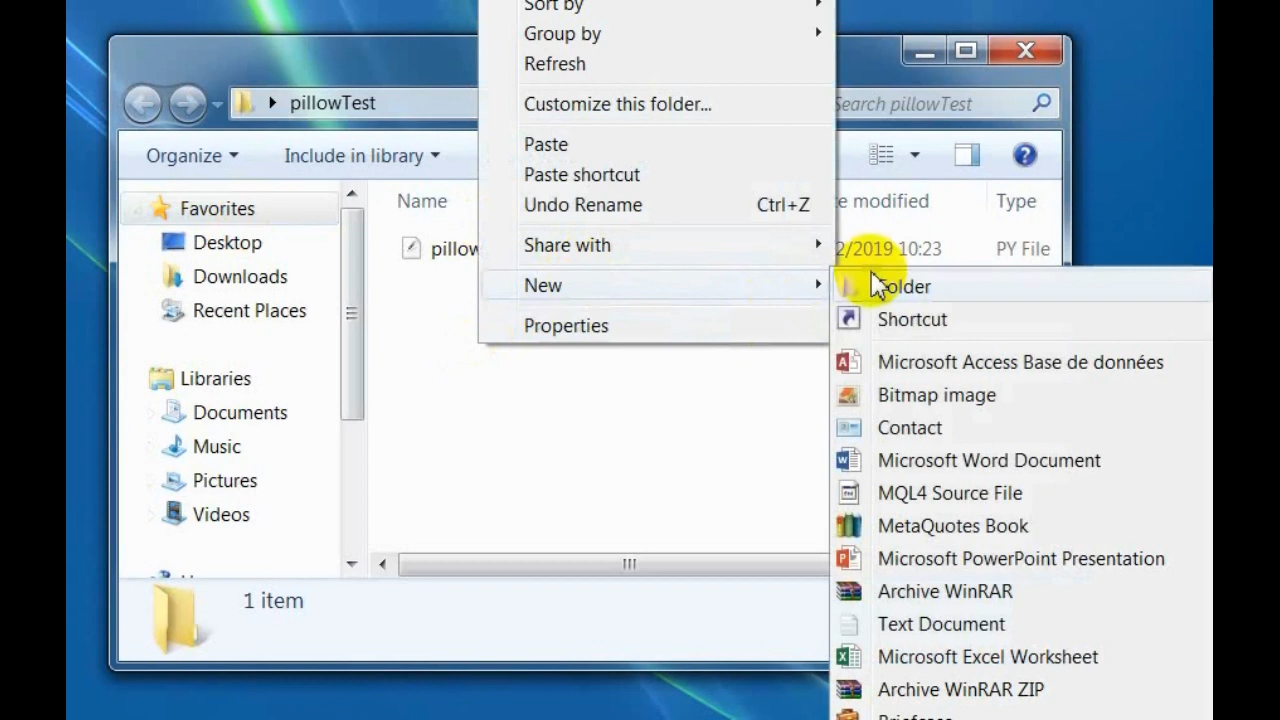 Sort by
Group by
Refresh
Customize this folder...
Paste
Paste shortcut
Undo Rename Ctrl+Z
Share with
New
Properties
pillowTest
Search pillowTest
Organize
Include in library
Favorites
Desktop
Downloads
Recent Places
Libraries
Documents
Music
Pictures
Videos
Name
modified
Type
pillow
2/2019 10:23
PY File
1 item
Folder
Shortcut
Microsoft Access Base de données
Bitmap image
Contact
Microsoft Word Document
MQL4 Source File
MetaQuotes Book
Microsoft PowerPoint Presentation
Archive WinRAR
Text Document
Microsoft Excel Worksheet
Archive WinRAR ZIP
Briefcase